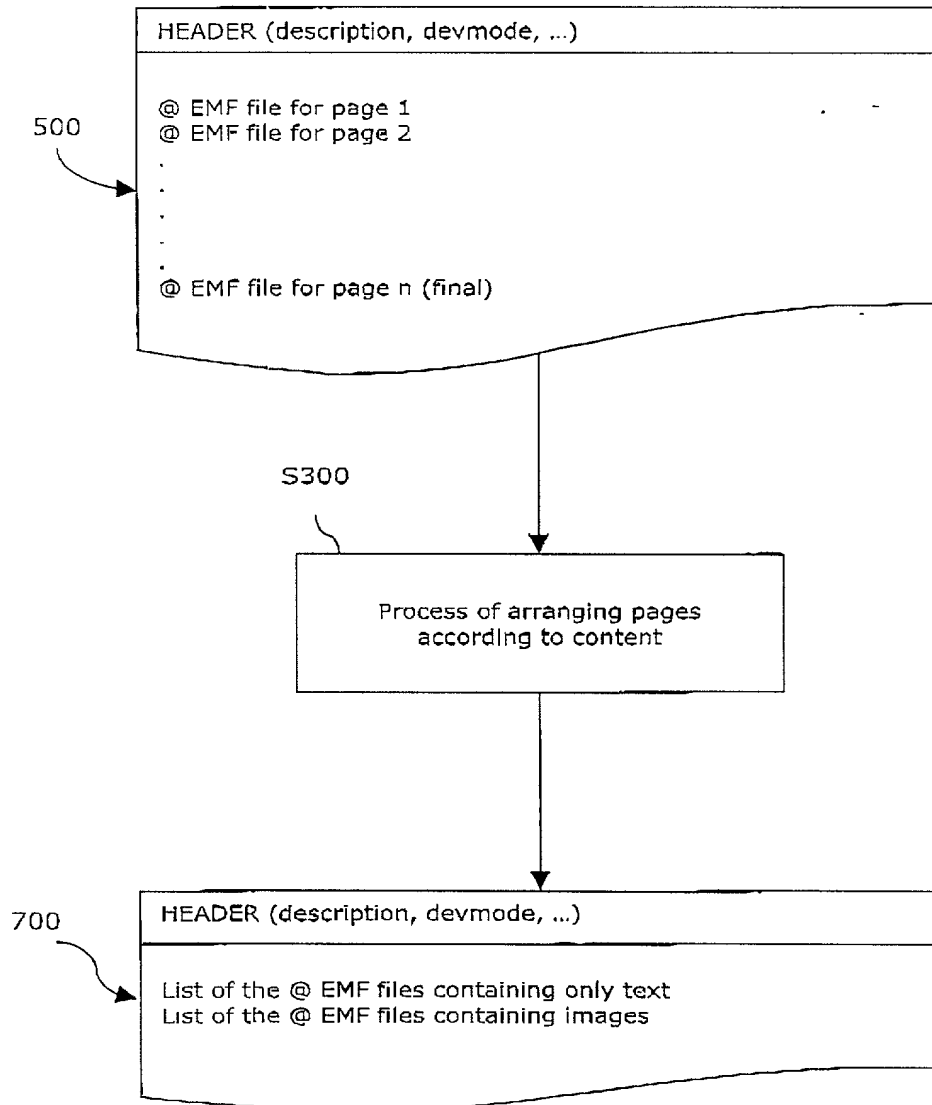 HEADER (description, devmode, ...)
@ EMF file for page 1
@ EMF file for page 2
500
.
.
.
.
.
@ EMF file for page n (final)
S300
Process of arranging pages
according to content
HEADER (description, devmode, ...)
700
List of the @ EMF files containing only text
List of the @ EMF files containing images